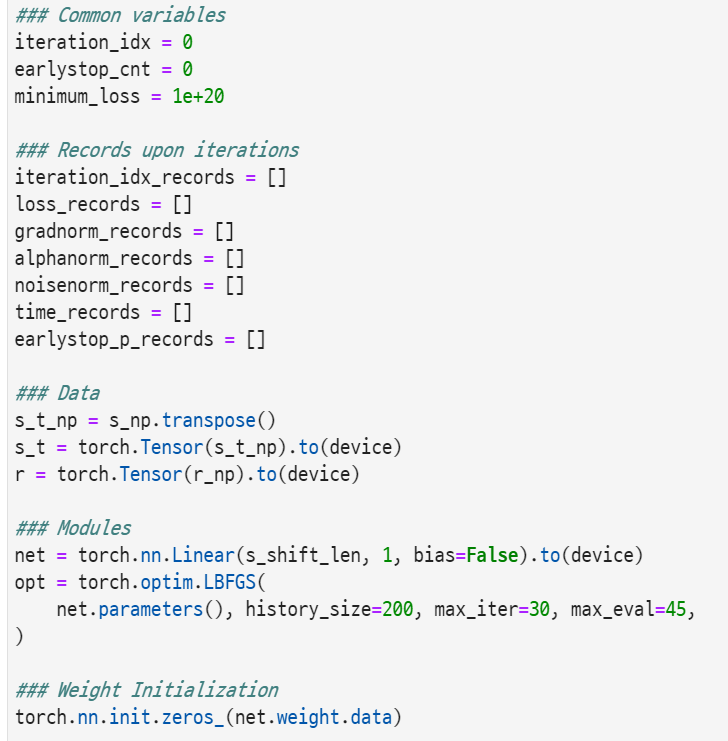 ### Common variables
iteration_idx = 0
earlystop_cnt = 0
minimum_loss = 1e+20

### Records upon iterations
iteration_idx_records = []
loss_records = []
gradnorm_records = []
alphanorm_records = []
noisenorm_records = []
time_records = []
earlystop_p_records = []

### Data
s_t_np = s_np.transpose()
s_t = torch.Tensor(s_t_np).to(device)
r = torch.Tensor(r_np).to(device)

### Modules
net = torch.nn.Linear(s_shift_len, 1, bias=False).to(device)
opt = torch.optim.LBFGS(
    net.parameters(), history_size=200, max_iter=30, max_eval=45,
)

### Weight Initialization
torch.nn.init.zeros_(net.weight.data)